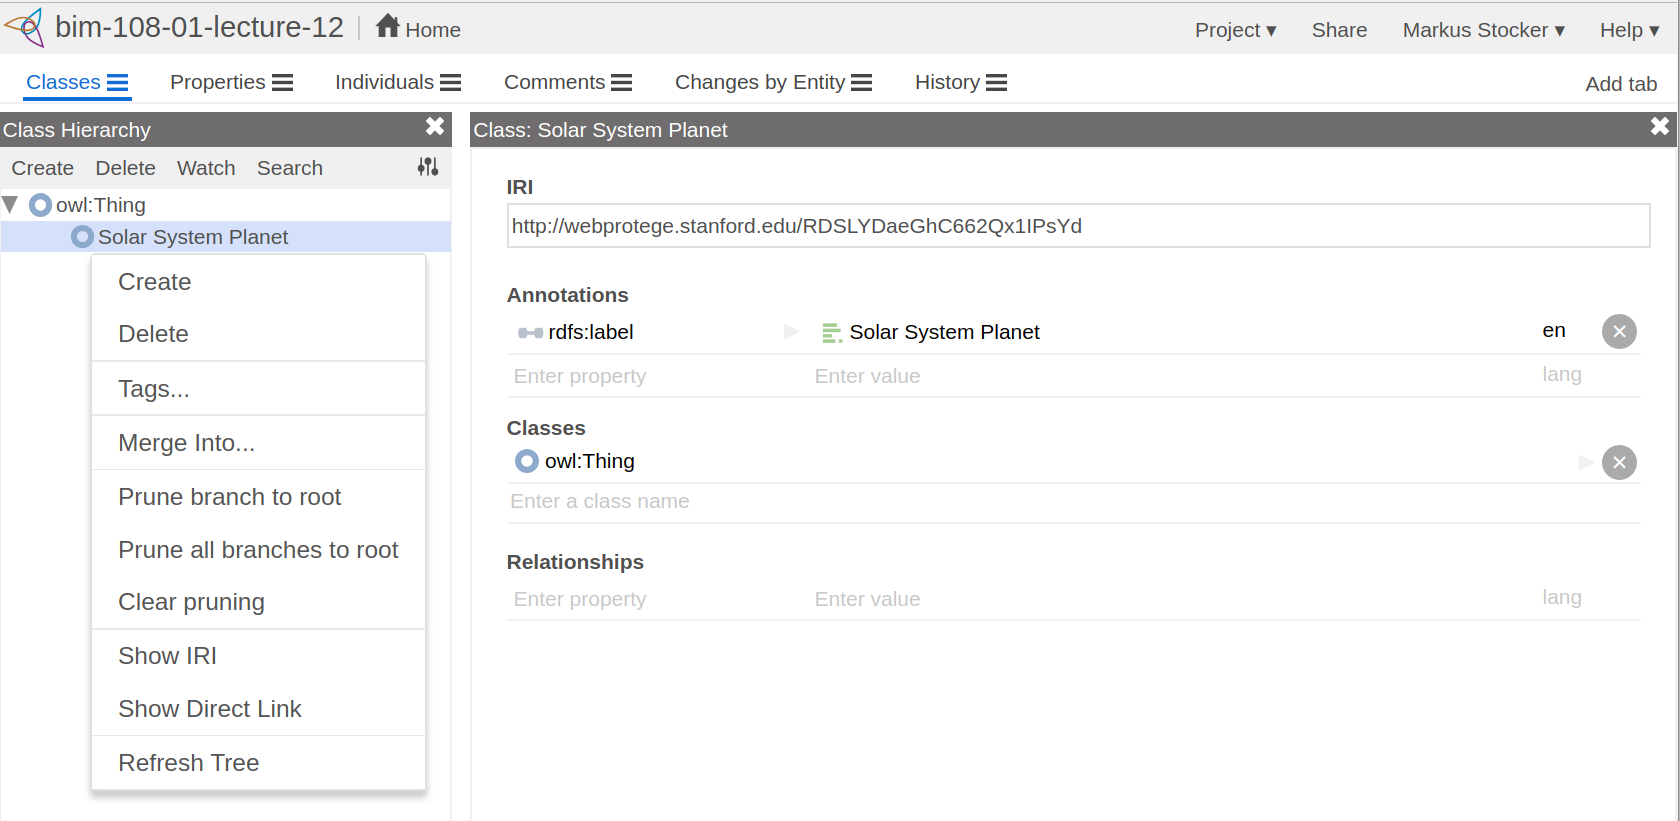 bim-108-01-lecture-12 Home Project ▾ Share Markus Stocker ▾ Help ▾
Classes Properties Individuals Comments Changes by Entity History Add tab
Class Hierarchy
Create Delete Watch Search
owl:Thing
Solar System Planet
Create
Delete
Tags...
Merge Into...
Prune branch to root
Prune all branches to root
Clear pruning
Show IRI
Show Direct Link
Refresh Tree
Class: Solar System Planet
IRI
http://webprotege.stanford.edu/RDSLYDaeGhC662Qx1IPsYd
Annotations
rdfs:label Solar System Planet en
Enter property Enter value lang
Classes
owl:Thing
Enter a class name
Relationships
Enter property Enter value lang